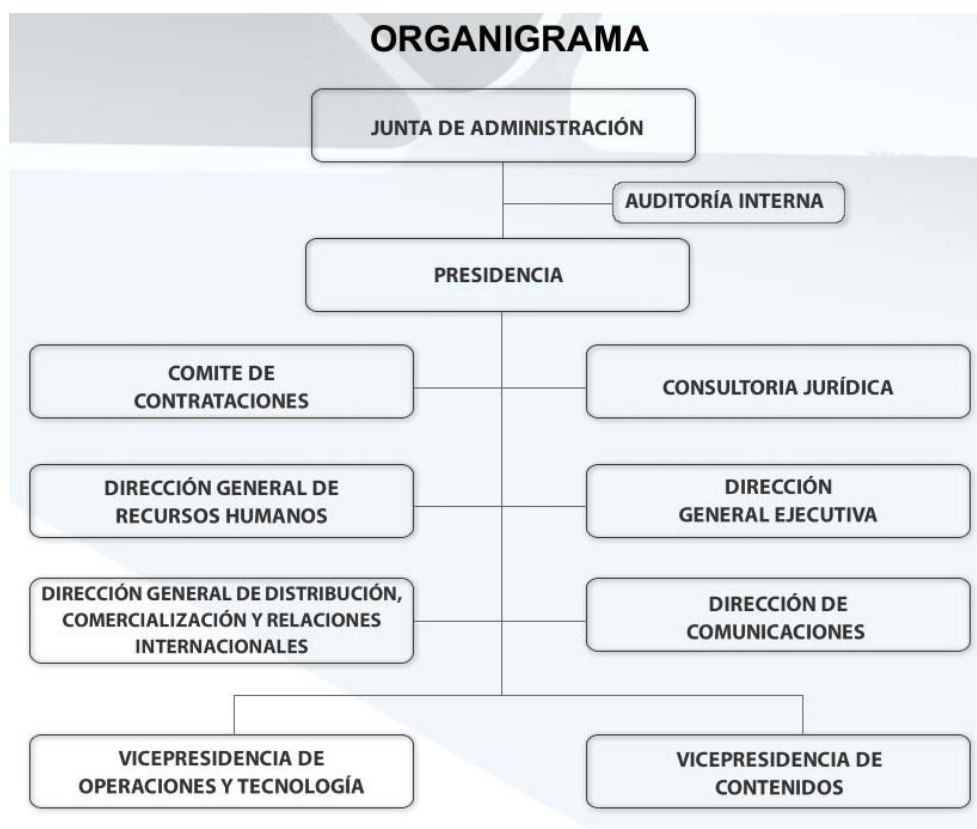 ORGANIGRAMA
JUNTA DE ADMINISTRACIÓN
AUDITORÍA INTERNA
PRESIDENCIA
COMITE DE
CONTRATACIONES
CONSULTORIA JURÍDICA
DIRECCIÓN GENERAL DE
RECURSOS HUMANOS
DIRECCIÓN
GENERAL EJECUTIVA
DIRECCIÓN GENERAL DE DISTRIBUCIÓN,
COMERCIALIZACIÓN Y RELACIONES
INTERNACIONALES
DIRECCIÓN DE
COMUNICACIONES
VICEPRESIDENCIA DE
OPERACIONES Y TECNOLOGÍA
VICEPRESIDENCIA DE
CONTENIDOS